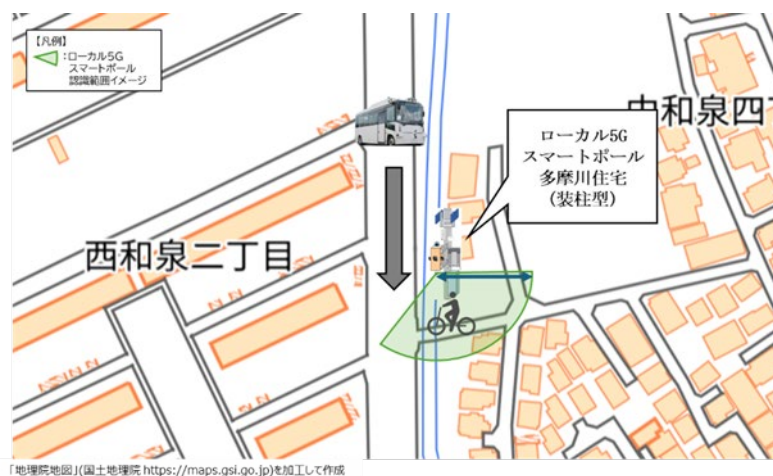 【凡例】
：ローカル5G
スマートポール
認識範囲イメージ
中和泉四丁
ローカル5G
スマートポール
多摩川住宅
（装柱型）
西和泉二丁目
「地理院地図」(国土地理院 https://maps.gsi.go.jp)を加工して作成